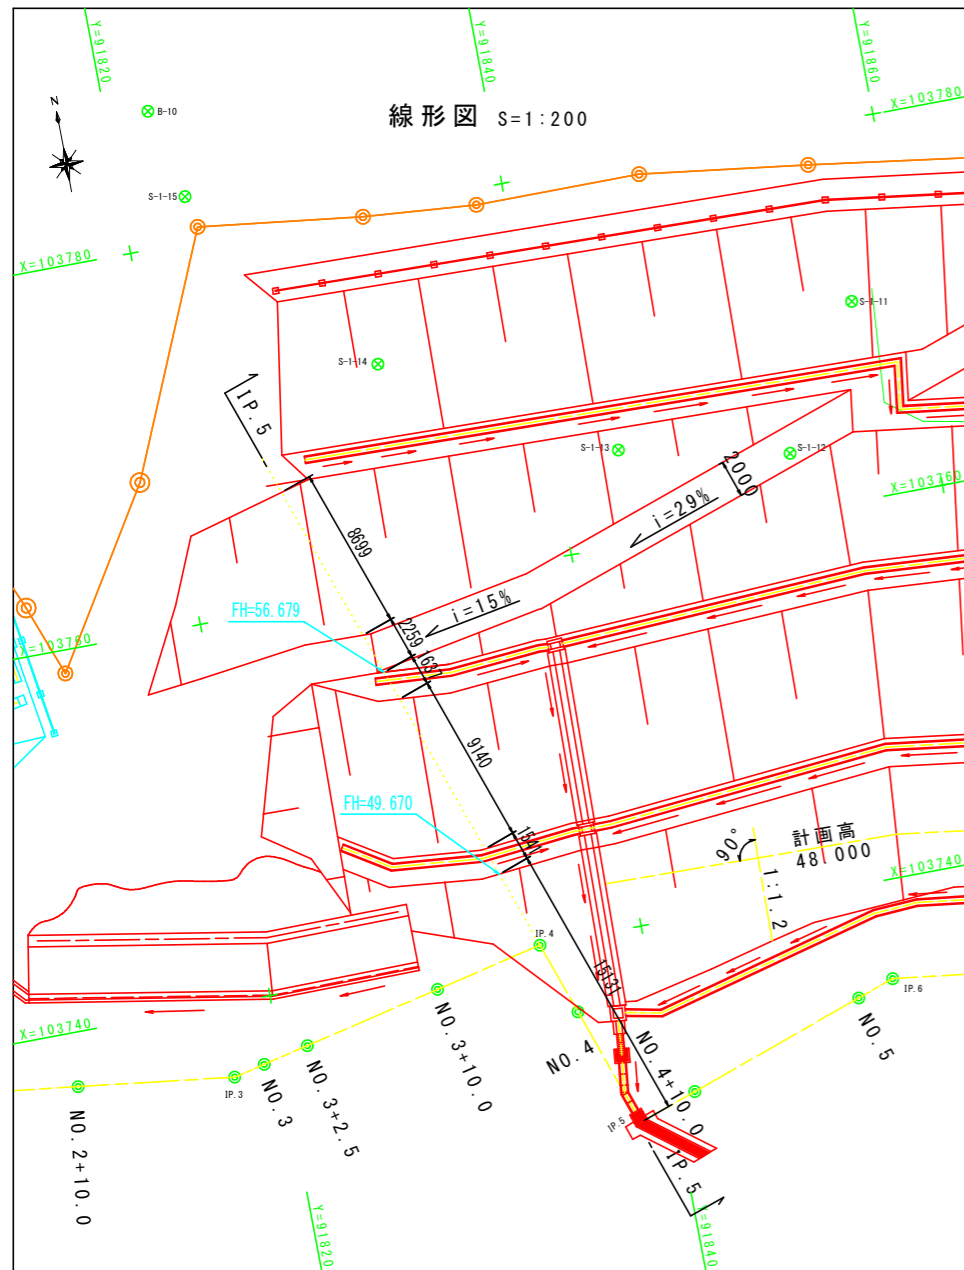 Y=91820
Y=91840
Y=91860
X=103780
N
B-10
線形図 S=1:200
S-1-15
X=103780
S-1-11
S-1-14
IP.5
S-1-13
S-1-12
2000
X=103760
i=29%
8699
FH=56.679
i=15%
2259
1637
X=103760
9140
FH=49.670
1541
90°
計画高
48 000
X=103740
1:1.2
IP.4
15131
IP.6
X=103740
NO.4
NO.5
NO.4+10.0
NO.3+10.0
IP.3
NO.3
NO.3+2.5
IP.5
NO.2+10.0
IP.5
Y=91820
Y=91840